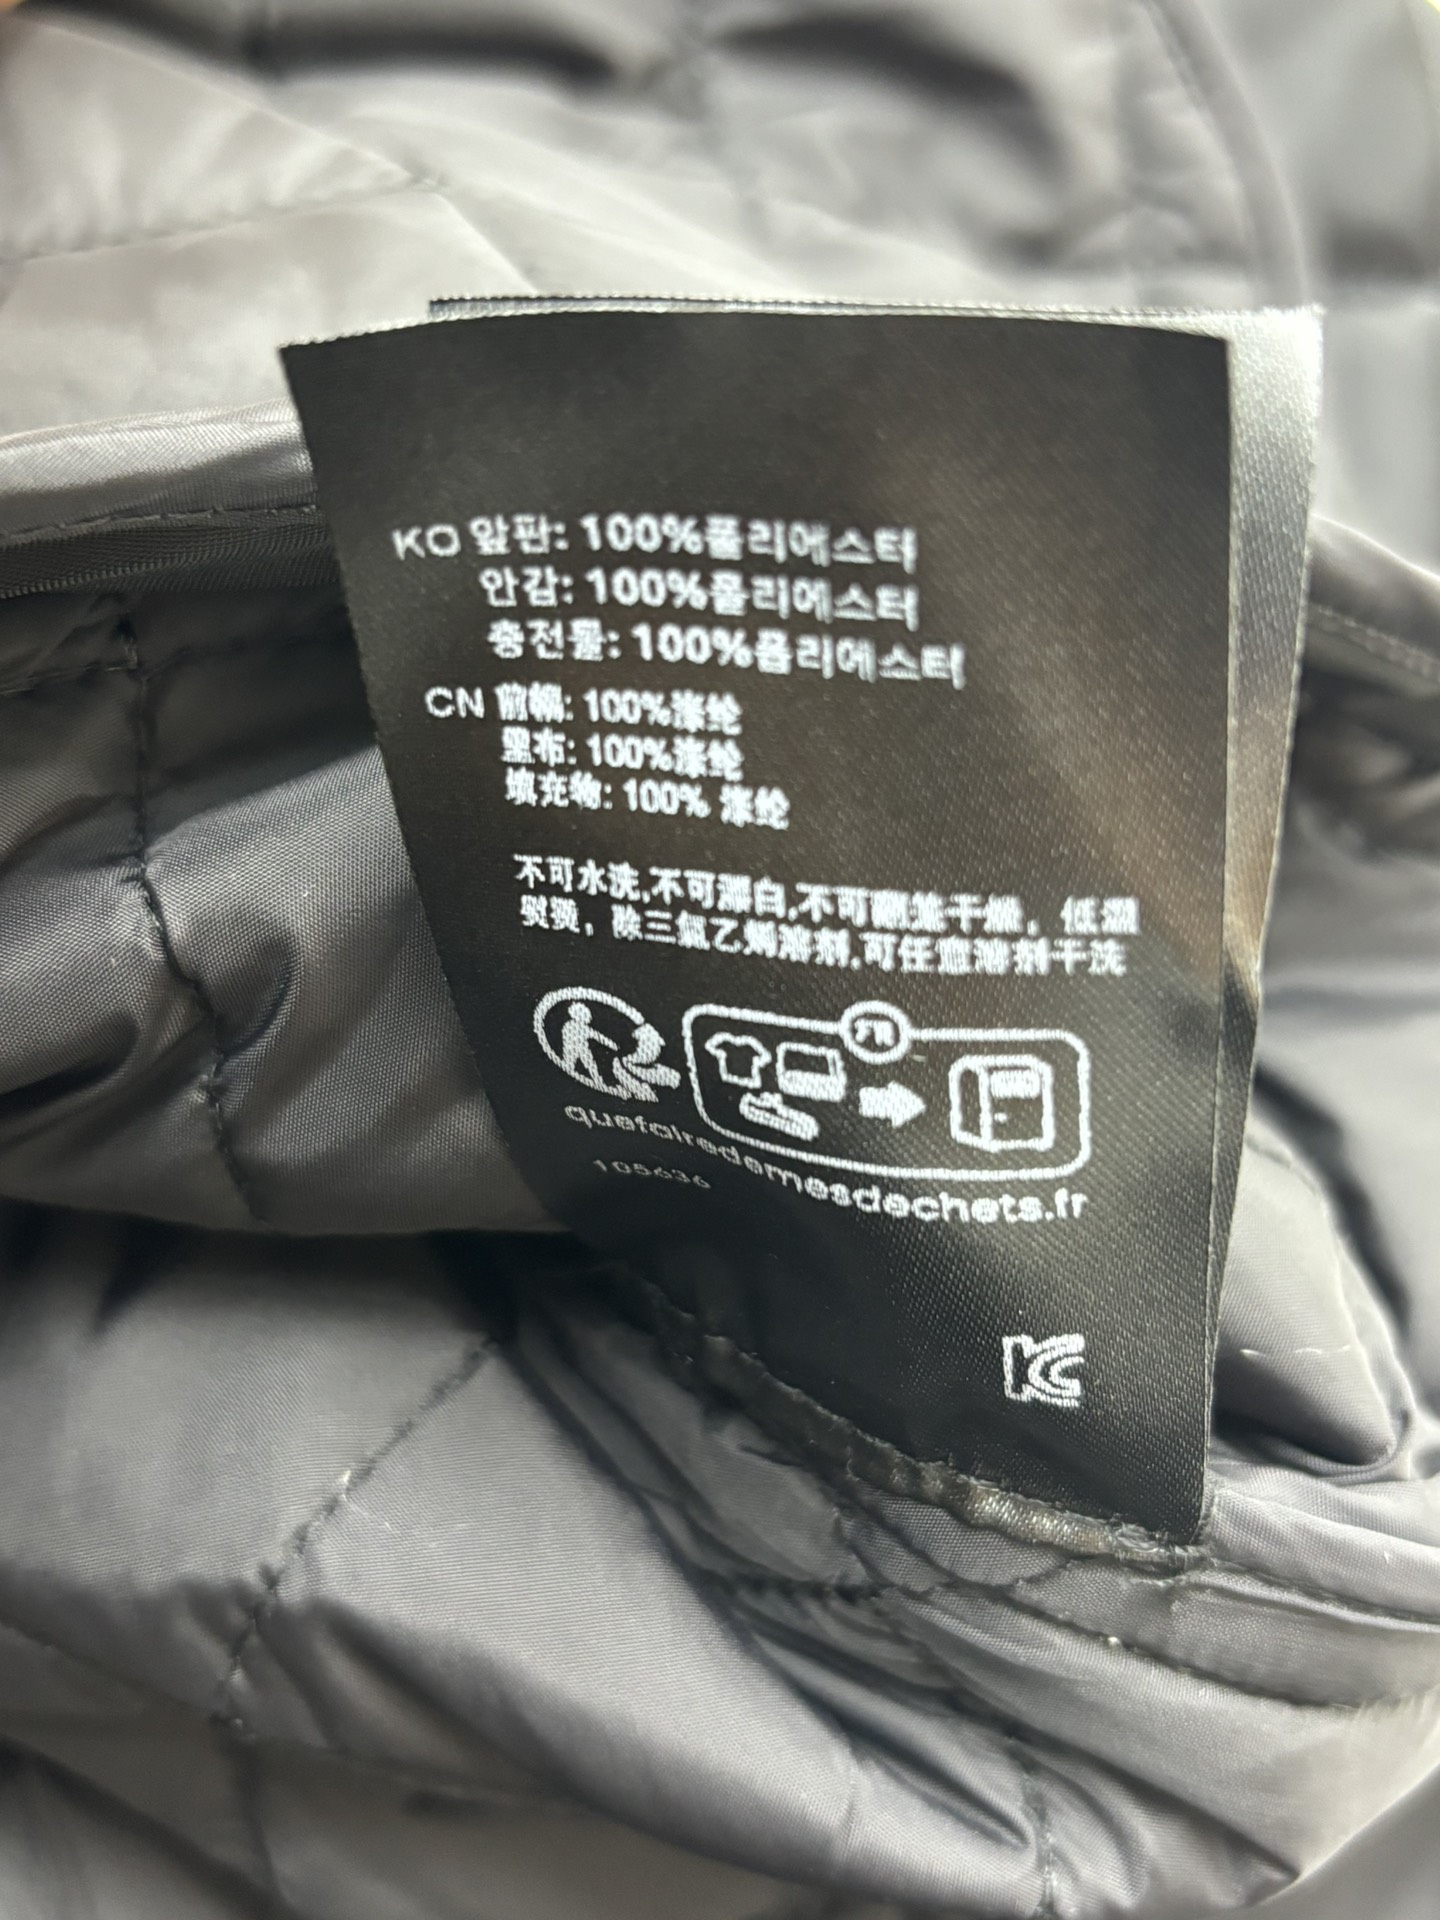 KO 앞판: 100%폴리에스터
안감: 100%폴리에스터
충전물: 100%폴리에스터
CN 前幅: 100%涤纶
里布: 100%涤纶
填充物: 100% 涤纶
不可水洗,不可漂白,不可翻滚干燥, 低温
熨烫, 除三氯乙烯溶剂,可任意溶剂干洗
FR
quefairedemesdechets.fr
105636
KC